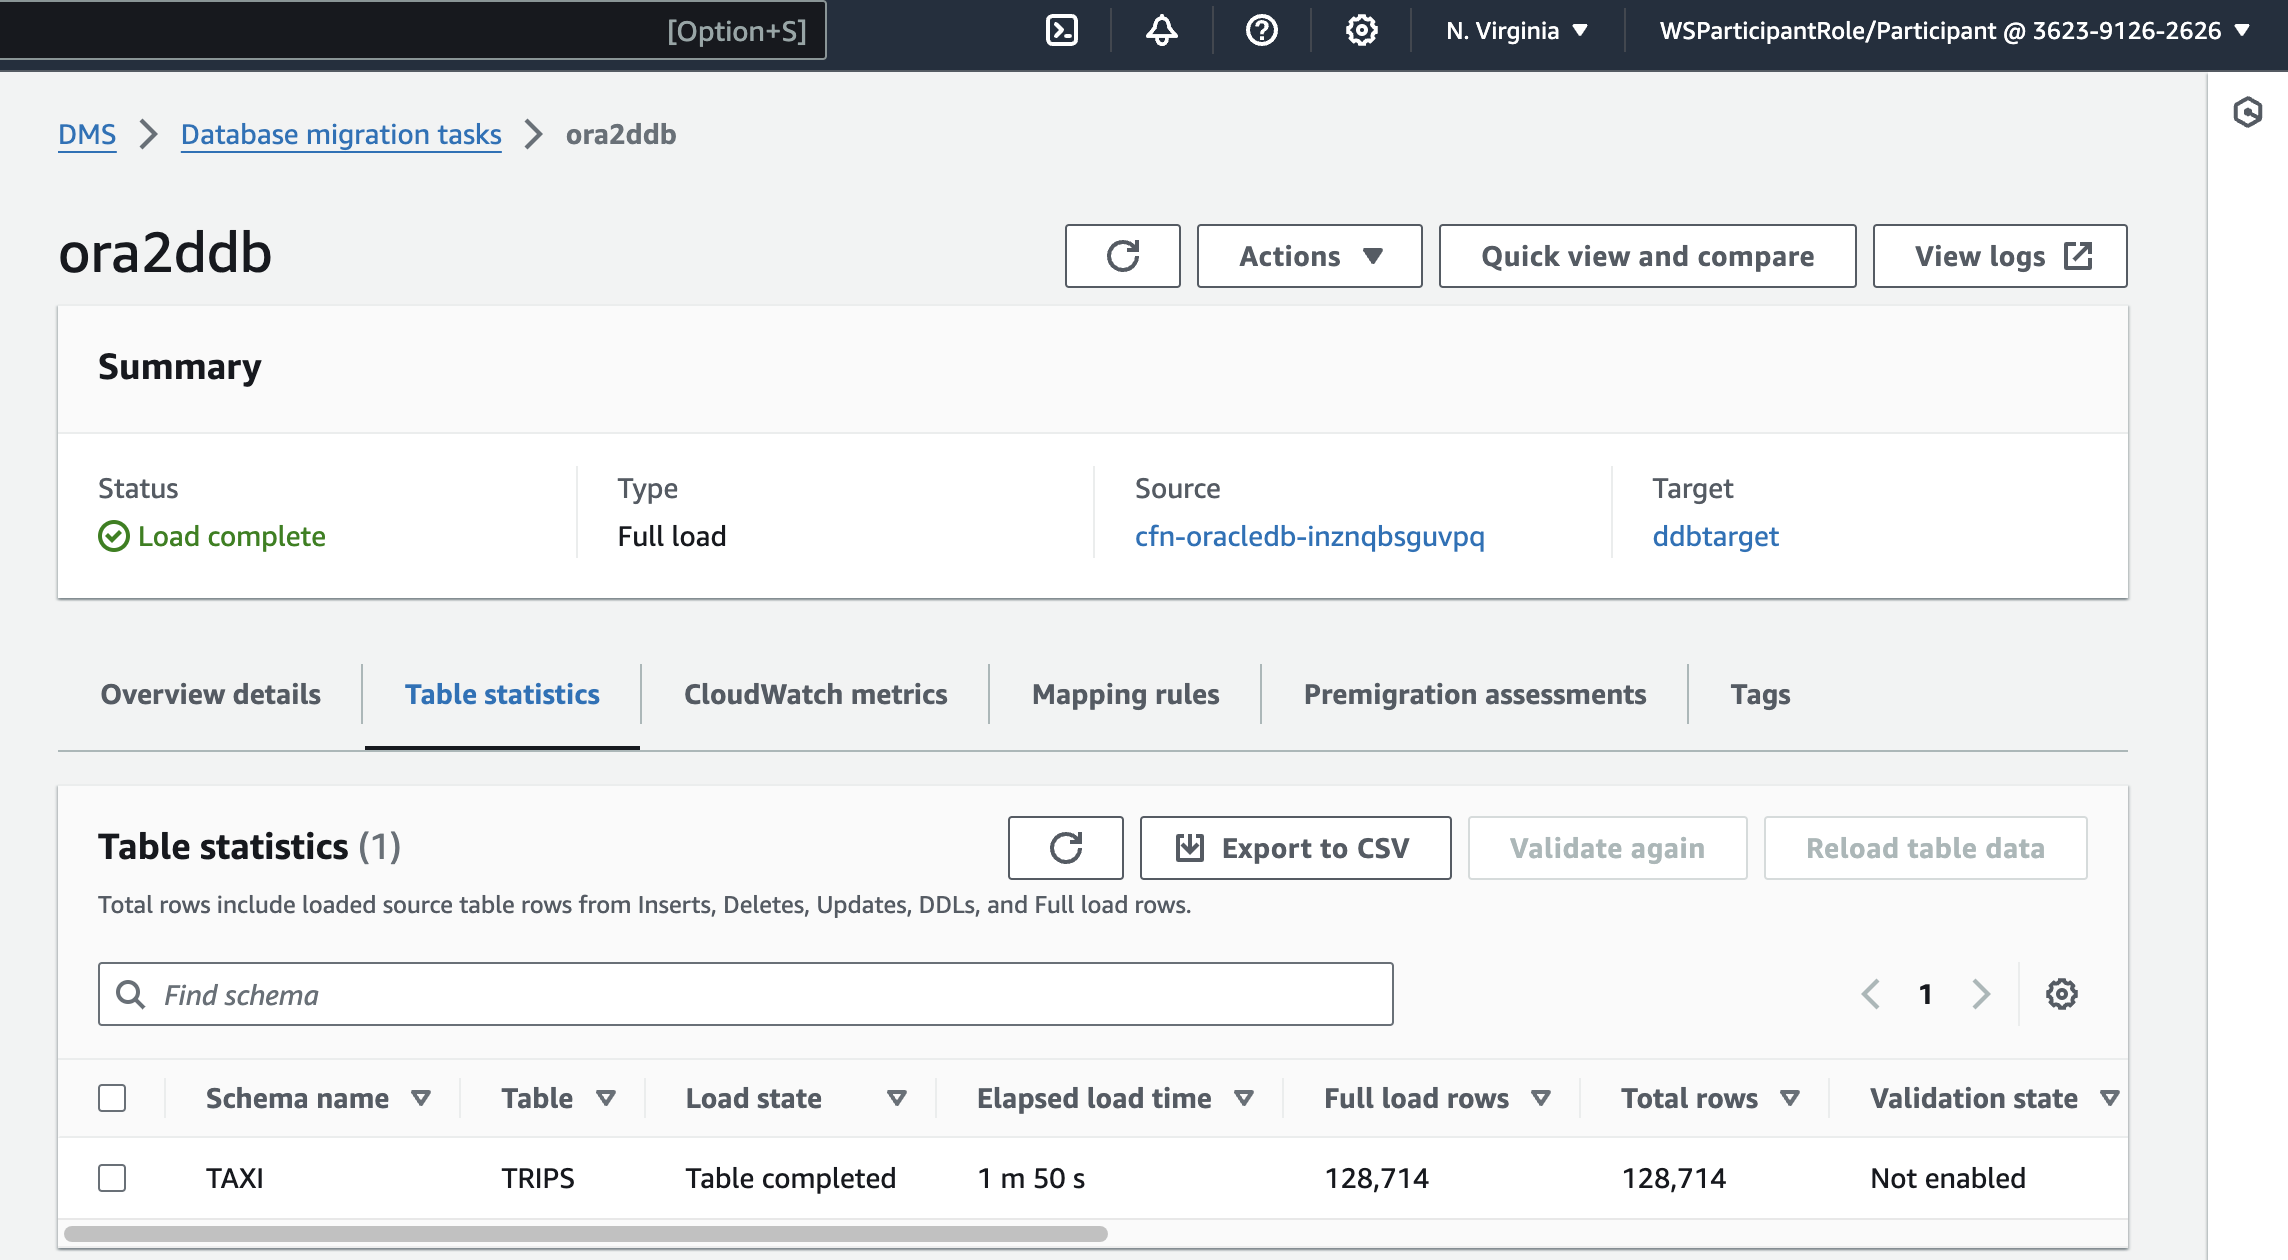 [Option+S]
N. Virginia
WSParticipantRole/Participant @ 3623-9126-2626
DMS
Database migration tasks
ora2ddb
ora2ddb
Actions
Quick view and compare
View logs
Summary
Status
Type
Source
Target
Load complete
Full load
cfn-oracledb-inznqbsguvpq
ddbtarget
Overview details
Table statistics
CloudWatch metrics
Mapping rules
Premigration assessments
Tags
Table statistics (1)
Export to CSV
Validate again
Reload table data
Total rows include loaded source table rows from Inserts, Deletes, Updates, DDLs, and Full load rows.
Find schema
1
Schema name
Table
Load state
Elapsed load time
Full load rows
Total rows
Validation state
TAXI
TRIPS
Table completed
1 m 50 s
128,714
128,714
Not enabled